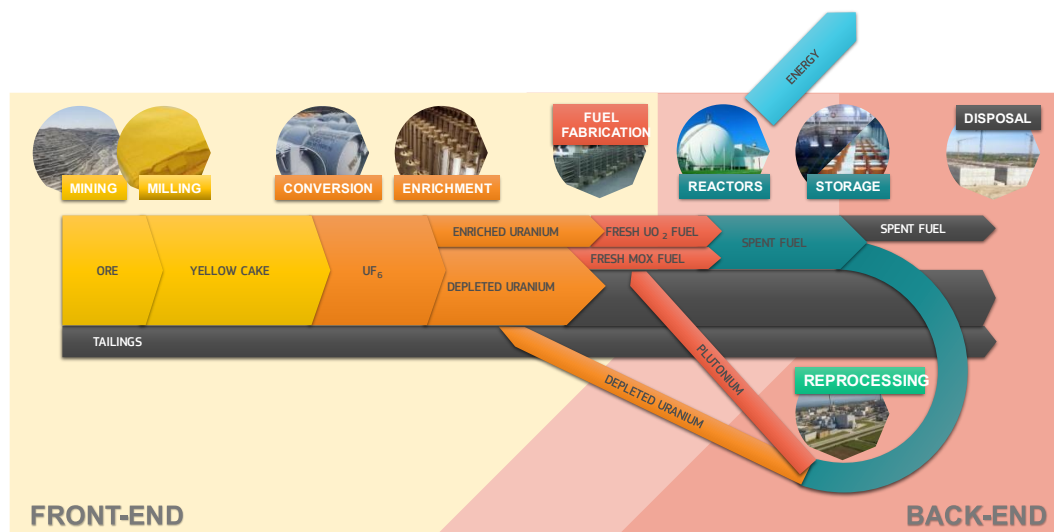 ENERGY
FUEL
FABRICATION
DISPOSAL
MINING
MILLING
CONVERSION
ENRICHMENT
REACTORS
STORAGE
ENRICHED URANIUM
FRESH UO₂ FUEL
SPENT FUEL
SPENT FUEL
FRESH MOX FUEL
ORE
YELLOW CAKE
UF₆
DEPLETED URANIUM
TAILINGS
PLUTONIUM
DEPLETED URANIUM
REPROCESSING
FRONT-END
BACK-END